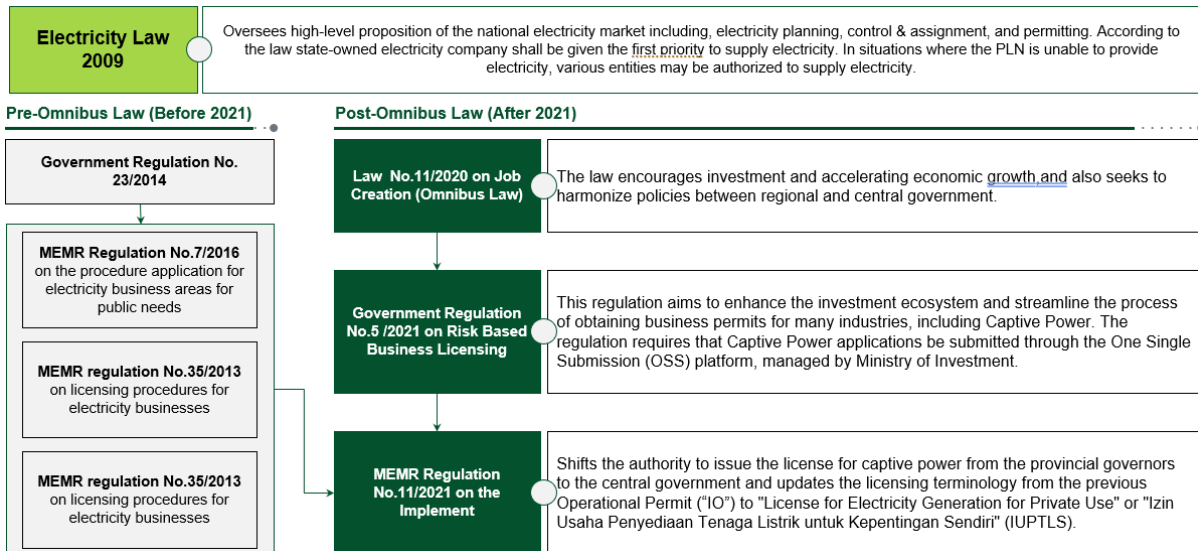 Electricity Law
2009
Oversees high-level proposition of the national electricity market including, electricity planning, control & assignment, and permitting. According to
the law state-owned electricity company shall be given the first priority to supply electricity. In situations where the PLN is unable to provide
electricity, various entities may be authorized to supply electricity.
Pre-Omnibus Law (Before 2021)
Government Regulation No.
23/2014
MEMR Regulation No.7/2016
on the procedure application for
electricity business areas for
public needs
MEMR regulation No.35/2013
on licensing procedures for
electricity businesses
MEMR regulation No.35/2013
on licensing procedures for
electricity businesses
Post-Omnibus Law (After 2021)
Law No.11/2020 on Job
Creation (Omnibus Law)
The law encourages investment and accelerating economic growth,and also seeks to
harmonize policies between regional and central government.
Government Regulation
No.5 /2021 on Risk Based
Business Licensing
This regulation aims to enhance the investment ecosystem and streamline the process
of obtaining business permits for many industries, including Captive Power. The
regulation requires that Captive Power applications be submitted through the One Single
Submission (OSS) platform, managed by Ministry of Investment.
MEMR Regulation
No.11/2021 on the
Implement
Shifts the authority to issue the license for captive power from the provincial governors
to the central government and updates the licensing terminology from the previous
Operational Permit (“IO”) to "License for Electricity Generation for Private Use" or "Izin
Usaha Penyediaan Tenaga Listrik untuk Kepentingan Sendiri" (IUPTLS).